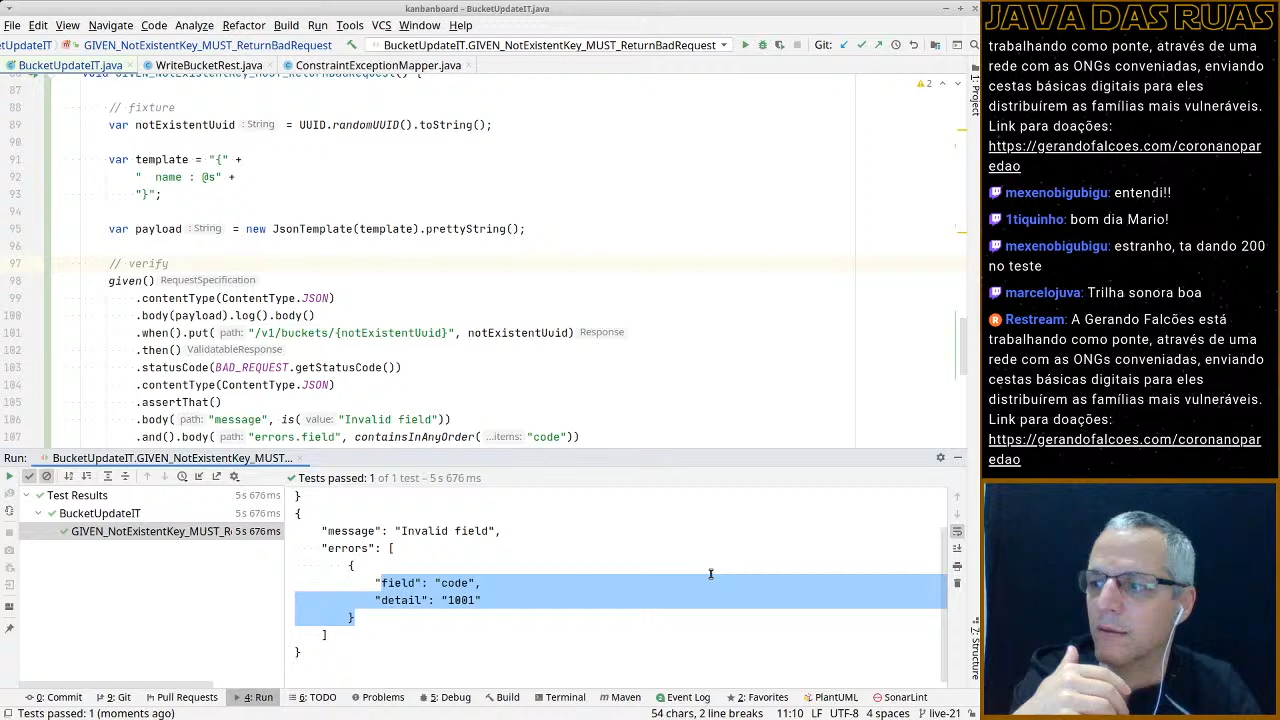 kanbanboard - BucketUpdateIT.java
JAVA DAS RUAS
File Edit View Navigate Code Analyze Refactor Build Run Tools VCS Window Help
BucketUpdateIT GIVEN_NotExistentKey_MUST_ReturnBadRequest BucketUpdateIT.GIVEN_NotExistentKey_MUST_ReturnBadRequest Git:
BucketUpdateIT.java WriteBucketRest.java ConstraintExceptionMapper.java
1: Project
2
87
88 // fixture
89 var notExistentUuid : String = UUID.randomUUID().toString();
90
91 var template = "{" +
92 "  name : @s" +
93 "}";
94
95 var payload : String = new JsonTemplate(template).prettyString();
96
97 // verify
98 given() RequestSpecification
99 .contentType(ContentType.JSON)
100 .body(payload).log().body()
101 .when().put( path: "/v1/buckets/{notExistentUuid}", notExistentUuid) Response
102 .then() ValidatableResponse
103 .statusCode(BAD_REQUEST.getStatusCode())
104 .contentType(ContentType.JSON)
105 .assertThat()
106 .body( path: "message", is( value: "Invalid field"))
107 .and().body( path: "errors.field", containsInAnyOrder( ...items: "code"))
Run: BucketUpdateIT.GIVEN_NotExistentKey_MUST...
Tests passed: 1 of 1 test – 5 s 676 ms
Test Results 5 s 676 ms
BucketUpdateIT 5 s 676 ms
GIVEN_NotExistentKey_MUST_R 5 s 676 ms
}
{
"message": "Invalid field",
"errors": [
{
"field": "code",
"detail": "1001"
}
]
}
7: Structure
0: Commit 9: Git Pull Requests 4: Run 6: TODO Problems 5: Debug Build Terminal Maven Event Log 2: Favorites PlantUML SonarLint
Tests passed: 1 (moments ago) 54 chars, 2 line breaks 11:10 LF UTF-8 4 spaces live-21
trabalhando como ponte, através de uma
rede com as ONGs conveniadas, enviando
cestas básicas digitais para eles
distribuírem as famílias mais vulneráveis.
Link para doações:
https://gerandofalcoes.com/coronanopar
edao
mexenobigubigu: entendi!!
1tiquinho: bom dia Mario!
mexenobigubigu: estranho, ta dando 200
no teste
marcelojuva: Trilha sonora boa
Restream: A Gerando Falcões está
trabalhando como ponte, através de uma
rede com as ONGs conveniadas, enviando
cestas básicas digitais para eles
distribuírem as famílias mais vulneráveis.
Link para doações:
https://gerandofalcoes.com/coronanopar
edao